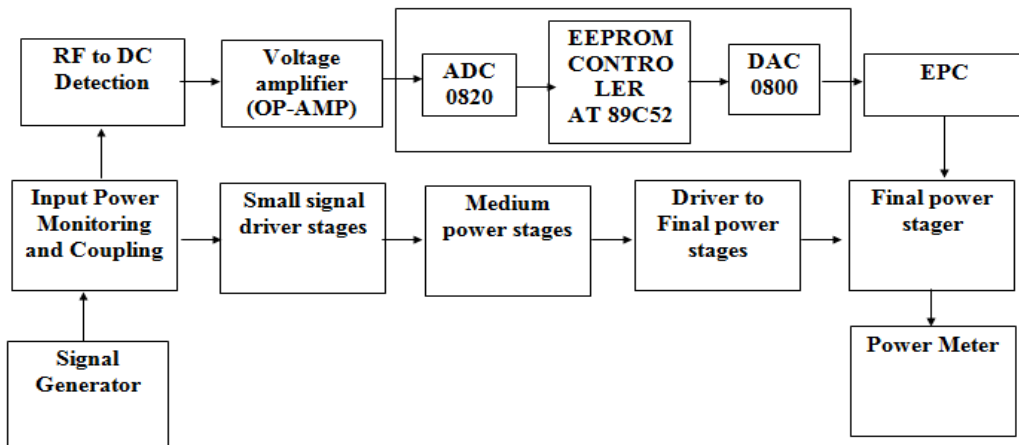 RF to DC
Detection
Voltage
amplifier
(OP-AMP)
ADC
0820
EEPROM
CONTRO
LER
AT 89C52
DAC
0800
EPC
Input Power
Monitoring
and Coupling
Small signal
driver stages
Medium
power stages
Driver to
Final power
stages
Final power
stager
Signal
Generator
Power Meter